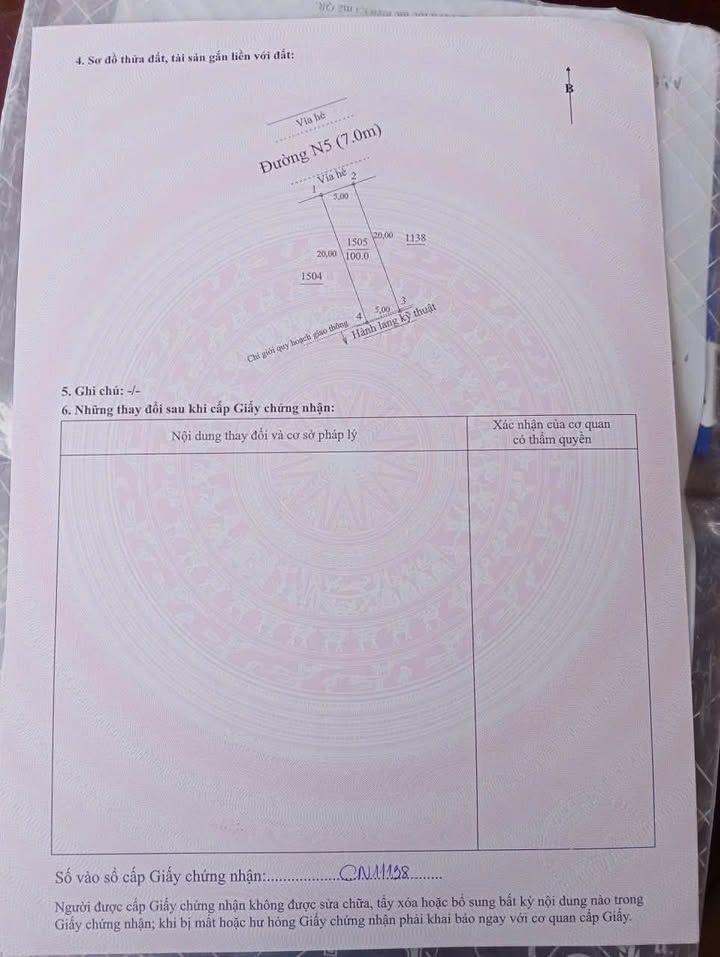 4. Sơ đồ thửa đất, tài sản gắn liền với đất:
B
Vỉa hè
Đường N5 (7.0m)
Vỉa hè
1
2
5,00
20,00
1505
100.0
20,00
1138
1504
4
5,00
3
Chỉ giới quy hoạch giao thông
Hành lang kỹ thuật
5. Ghi chú: -/-
6. Những thay đổi sau khi cấp Giấy chứng nhận:
Nội dung thay đổi và cơ sở pháp lý
Xác nhận của cơ quan
có thẩm quyền
Số vào sổ cấp Giấy chứng nhận:....................CN11198........
Người được cấp Giấy chứng nhận không được sửa chữa, tẩy xóa hoặc bổ sung bất kỳ nội dung nào trong
Giấy chứng nhận; khi bị mất hoặc hư hỏng Giấy chứng nhận phải khai báo ngay với cơ quan cấp Giấy.